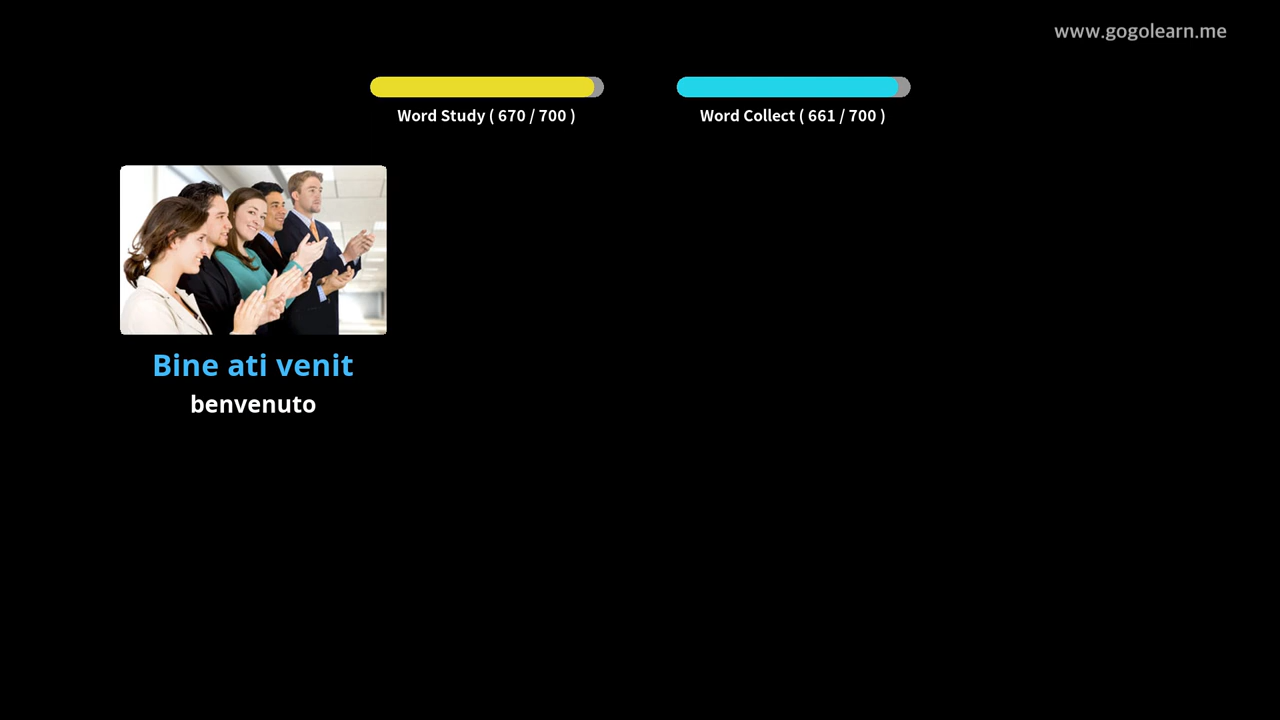 www.gogolearn.me
Word Study ( 670 / 700 )
Word Collect ( 661 / 700 )
Bine ati venit
benvenuto